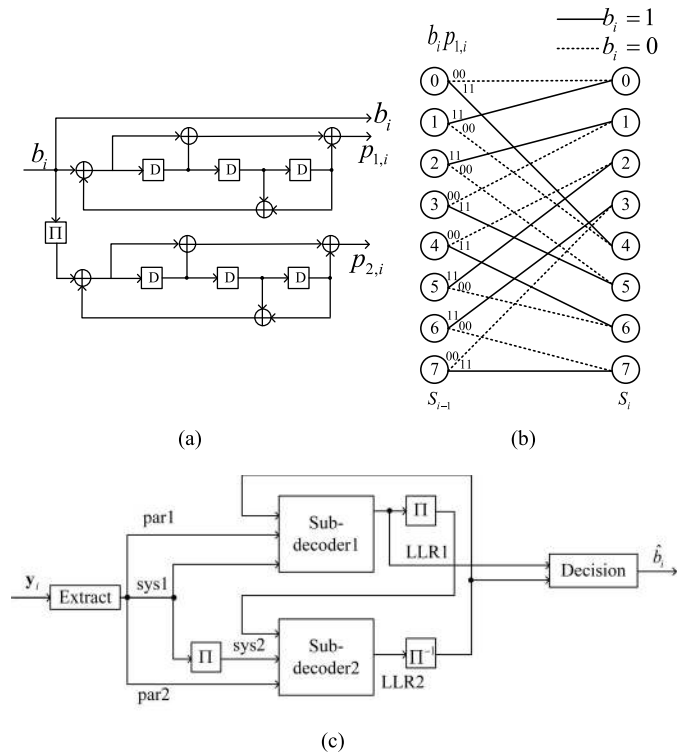 b_i
b_i
p_{1,i}
D D D
Π
p_{2,i}
D D D
(a)
b_i = 1
b_i = 0
b_i p_{1,i}
0 00 11 0
1 11 00 1
2 11 00 2
3 00 11 3
4 00 11 4
5 11 00 5
6 11 00 6
7 00 11 7
S_{i-1} S_i
(b)
par1
Sub-
decoder1
Π
LLR1
y_i
Extract
sys1
Decision
b̂_i
Π
sys2
Sub-
decoder2
Π^{-1}
LLR2
par2
(c)